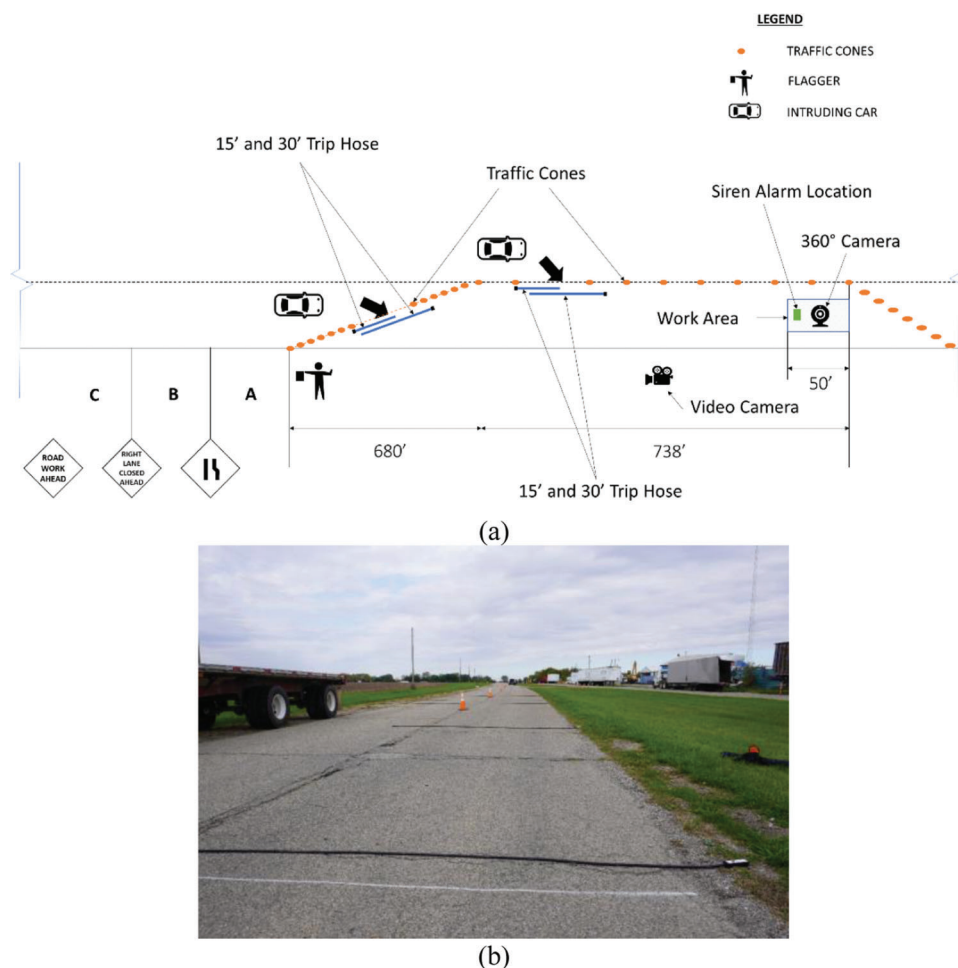 LEGEND
TRAFFIC CONES
FLAGGER
INTRUDING CAR
15’ and 30’ Trip Hose
Traffic Cones
Siren Alarm Location
360° Camera
Work Area
50’
C
B
A
Video Camera
680’
738’
ROAD
WORK
AHEAD
RIGHT
LANE
CLOSED
AHEAD
15’ and 30’ Trip Hose
(a)
(b)